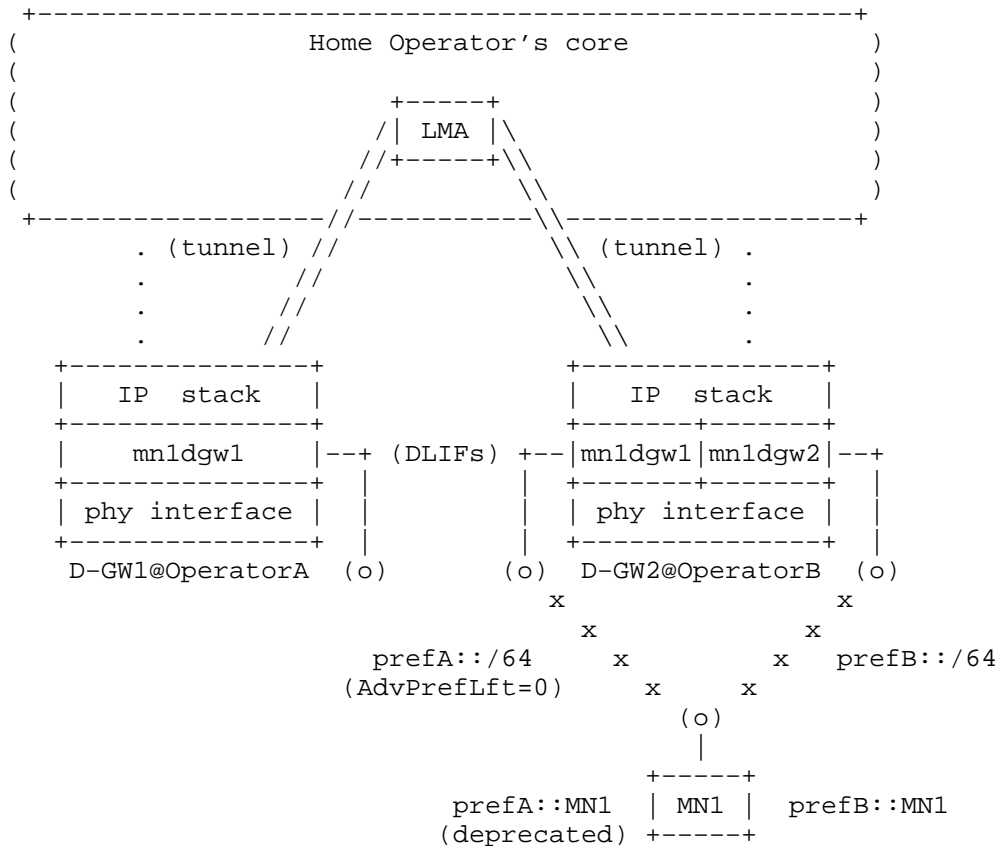 Home Operator's core
LMA
(tunnel) (tunnel)
IP stack IP stack
mn1dgw1 (DLIFs) mn1dgw1 mn1dgw2
phy interface phy interface
D-GW1@OperatorA (o) (o) D-GW2@OperatorB (o)
prefA::/64 prefB::/64
(AdvPrefLft=0)
(o)
prefA::MN1 MN1 prefB::MN1
(deprecated)